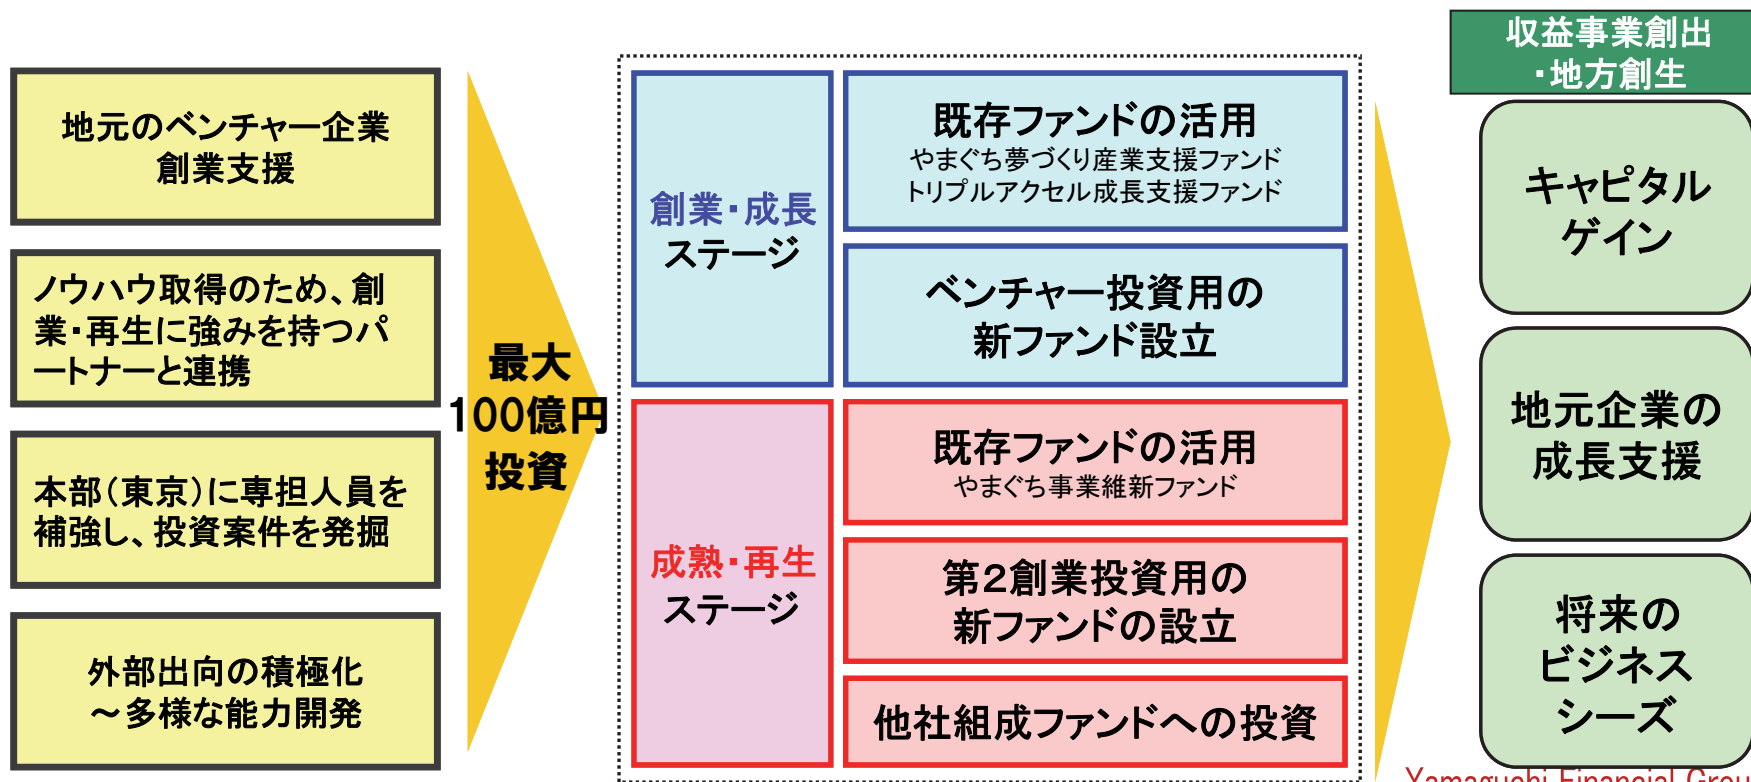 地元のベンチャー企業
創業支援
ノウハウ取得のため、創
業・再生に強みを持つパ
ートナーと連携
本部（東京）に専担人員を
補強し、投資案件を発掘
外部出向の積極化
～多様な能力開発
最大
100億円
投資
創業・成長
ステージ
既存ファンドの活用
やまぐち夢づくり産業支援ファンド
トリプルアクセル成長支援ファンド
ベンチャー投資用の
新ファンド設立
成熟・再生
ステージ
既存ファンドの活用
やまぐち事業維新ファンド
第２創業投資用の
新ファンドの設立
他社組成ファンドへの投資
収益事業創出
・地方創生
キャピタル
ゲイン
地元企業の
成長支援
将来の
ビジネス
シーズ
Yamaguchi Financial Grou